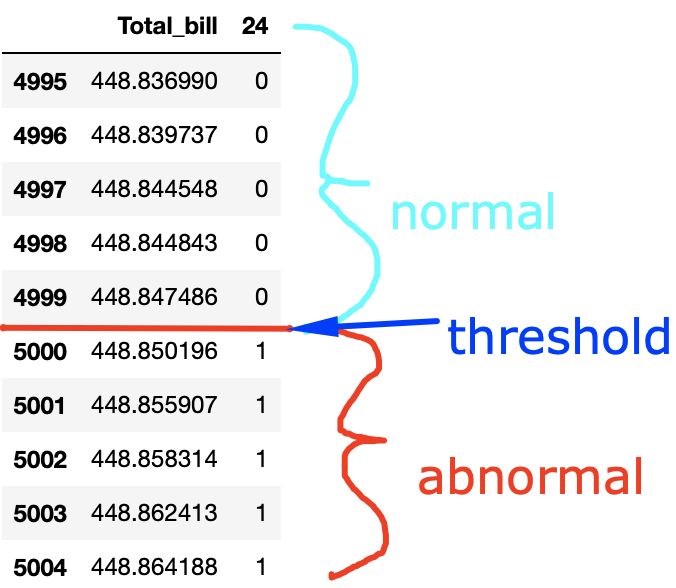 Total_bill 24
4995 448.836990 0
4996 448.839737 0
4997 448.844548 0
normal
4998 448.844843 0
4999 448.847486 0
threshold
5000 448.850196 1
5001 448.855907 1
5002 448.858314 1
abnormal
5003 448.862413 1
5004 448.864188 1